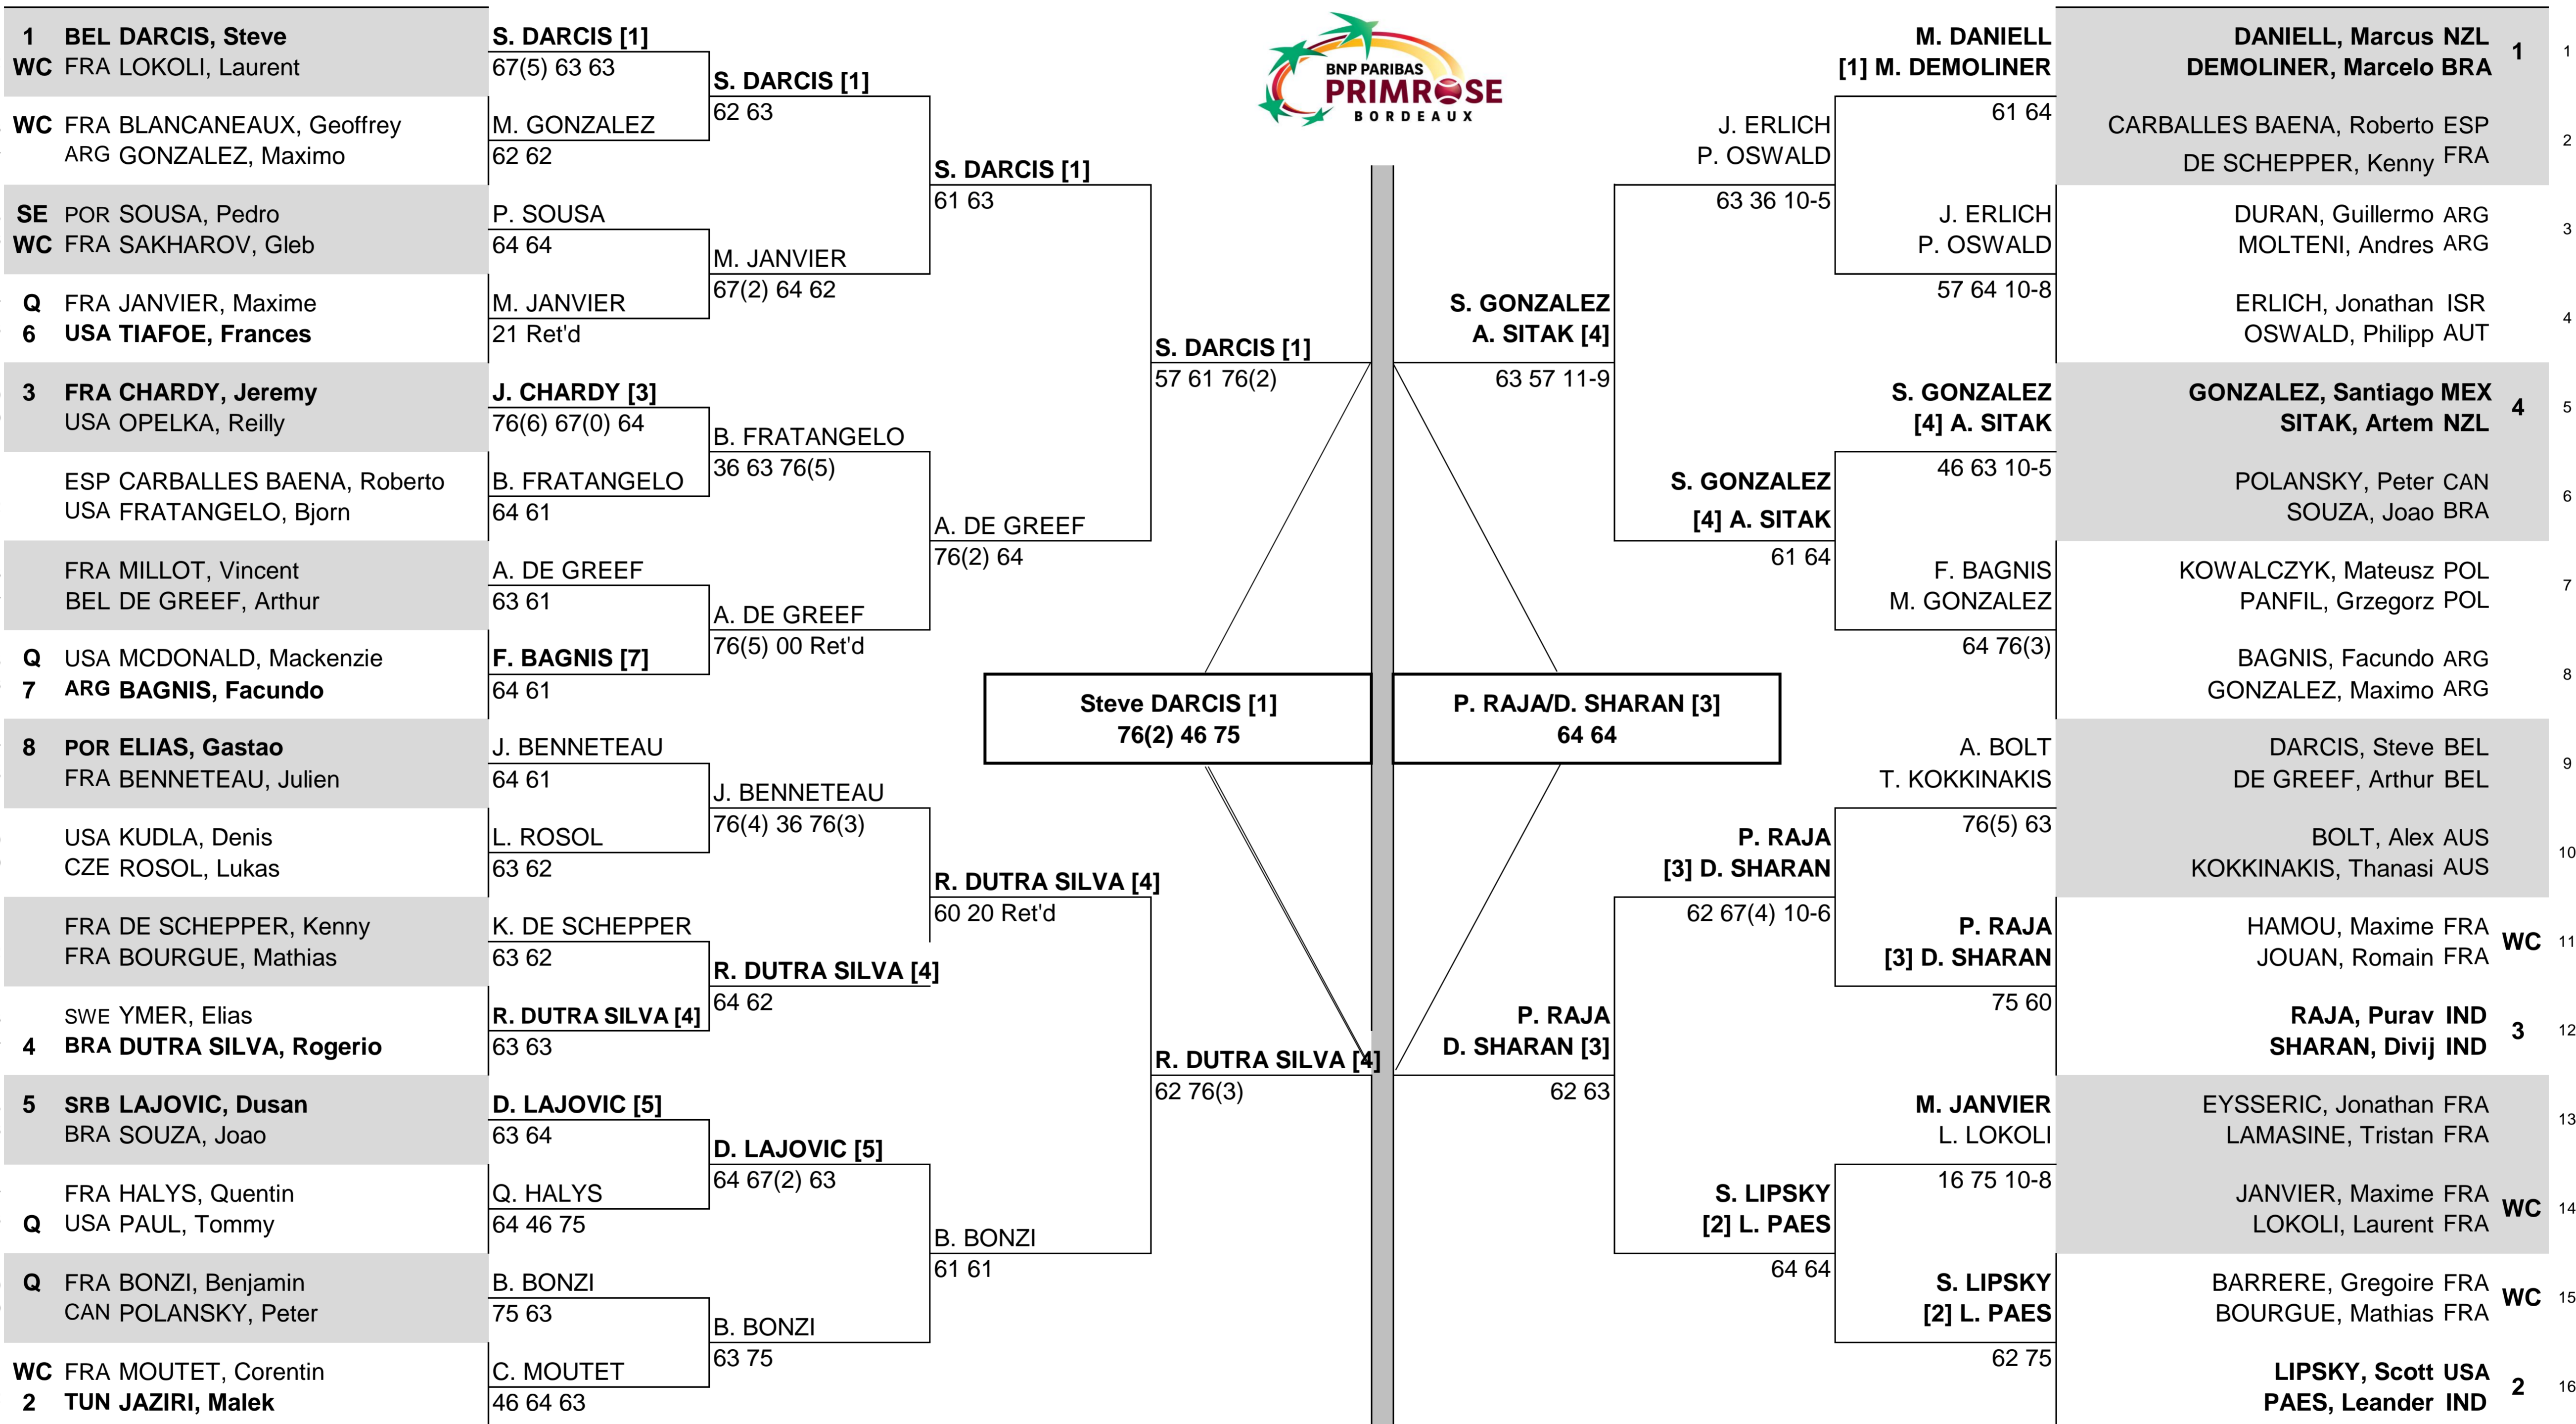 BNP PARIBAS
PRIMROSE
BORDEAUX
1 BEL DARCIS, Steve
WC FRA LOKOLI, Laurent
WC FRA BLANCANEAUX, Geoffrey
ARG GONZALEZ, Maximo
SE POR SOUSA, Pedro
WC FRA SAKHAROV, Gleb
Q FRA JANVIER, Maxime
6 USA TIAFOE, Frances
3 FRA CHARDY, Jeremy
USA OPELKA, Reilly
ESP CARBALLES BAENA, Roberto
USA FRATANGELO, Bjorn
FRA MILLOT, Vincent
BEL DE GREEF, Arthur
Q USA MCDONALD, Mackenzie
7 ARG BAGNIS, Facundo
8 POR ELIAS, Gastao
FRA BENNETEAU, Julien
USA KUDLA, Denis
CZE ROSOL, Lukas
FRA DE SCHEPPER, Kenny
FRA BOURGUE, Mathias
SWE YMER, Elias
4 BRA DUTRA SILVA, Rogerio
5 SRB LAJOVIC, Dusan
BRA SOUZA, Joao
FRA HALYS, Quentin
Q USA PAUL, Tommy
Q FRA BONZI, Benjamin
CAN POLANSKY, Peter
WC FRA MOUTET, Corentin
2 TUN JAZIRI, Malek
S. DARCIS [1]
67(5) 63 63
M. GONZALEZ
62 62
P. SOUSA
64 64
M. JANVIER
21 Ret'd
J. CHARDY [3]
76(6) 67(0) 64
B. FRATANGELO
64 61
A. DE GREEF
63 61
F. BAGNIS [7]
64 61
J. BENNETEAU
64 61
L. ROSOL
63 62
K. DE SCHEPPER
63 62
R. DUTRA SILVA [4]
63 63
D. LAJOVIC [5]
63 64
Q. HALYS
64 46 75
B. BONZI
75 63
C. MOUTET
46 64 63
S. DARCIS [1]
62 63
M. JANVIER
67(2) 64 62
B. FRATANGELO
36 63 76(5)
A. DE GREEF
76(5) 00 Ret'd
J. BENNETEAU
76(4) 36 76(3)
R. DUTRA SILVA [4]
64 62
D. LAJOVIC [5]
64 67(2) 63
B. BONZI
63 75
S. DARCIS [1]
61 63
A. DE GREEF
76(2) 64
R. DUTRA SILVA [4]
60 20 Ret'd
B. BONZI
61 61
S. DARCIS [1]
57 61 76(2)
R. DUTRA SILVA [4]
62 76(3)
Steve DARCIS [1]
76(2) 46 75
P. RAJA/D. SHARAN [3]
64 64
S. GONZALEZ
A. SITAK [4]
63 57 11-9
P. RAJA
D. SHARAN [3]
62 63
J. ERLICH
P. OSWALD
63 36 10-5
S. GONZALEZ
[4] A. SITAK
61 64
P. RAJA
[3] D. SHARAN
62 67(4) 10-6
S. LIPSKY
[2] L. PAES
64 64
M. DANIELL
[1] M. DEMOLINER
61 64
J. ERLICH
P. OSWALD
57 64 10-8
S. GONZALEZ
[4] A. SITAK
46 63 10-5
F. BAGNIS
M. GONZALEZ
64 76(3)
A. BOLT
T. KOKKINAKIS
76(5) 63
P. RAJA
[3] D. SHARAN
75 60
M. JANVIER
L. LOKOLI
16 75 10-8
S. LIPSKY
[2] L. PAES
62 75
DANIELL, Marcus NZL
1 1
DEMOLINER, Marcelo BRA
CARBALLES BAENA, Roberto ESP
2
DE SCHEPPER, Kenny FRA
DURAN, Guillermo ARG
3
MOLTENI, Andres ARG
ERLICH, Jonathan ISR
4
OSWALD, Philipp AUT
GONZALEZ, Santiago MEX
4 5
SITAK, Artem NZL
POLANSKY, Peter CAN
6
SOUZA, Joao BRA
KOWALCZYK, Mateusz POL
7
PANFIL, Grzegorz POL
BAGNIS, Facundo ARG
8
GONZALEZ, Maximo ARG
DARCIS, Steve BEL
9
DE GREEF, Arthur BEL
BOLT, Alex AUS
10
KOKKINAKIS, Thanasi AUS
HAMOU, Maxime FRA
WC 11
JOUAN, Romain FRA
RAJA, Purav IND
3 12
SHARAN, Divij IND
EYSSERIC, Jonathan FRA
13
LAMASINE, Tristan FRA
JANVIER, Maxime FRA
WC 14
LOKOLI, Laurent FRA
BARRERE, Gregoire FRA
WC 15
BOURGUE, Mathias FRA
LIPSKY, Scott USA
2 16
PAES, Leander IND